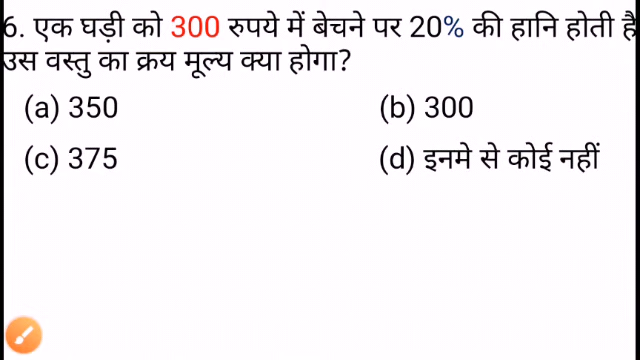 6. एक घड़ी को 300 रुपये में बेचने पर 20% की हानि होती है
उस वस्तु का क्रय मूल्य क्या होगा?
(a) 350 (b) 300
(c) 375 (d) इनमे से कोई नहीं